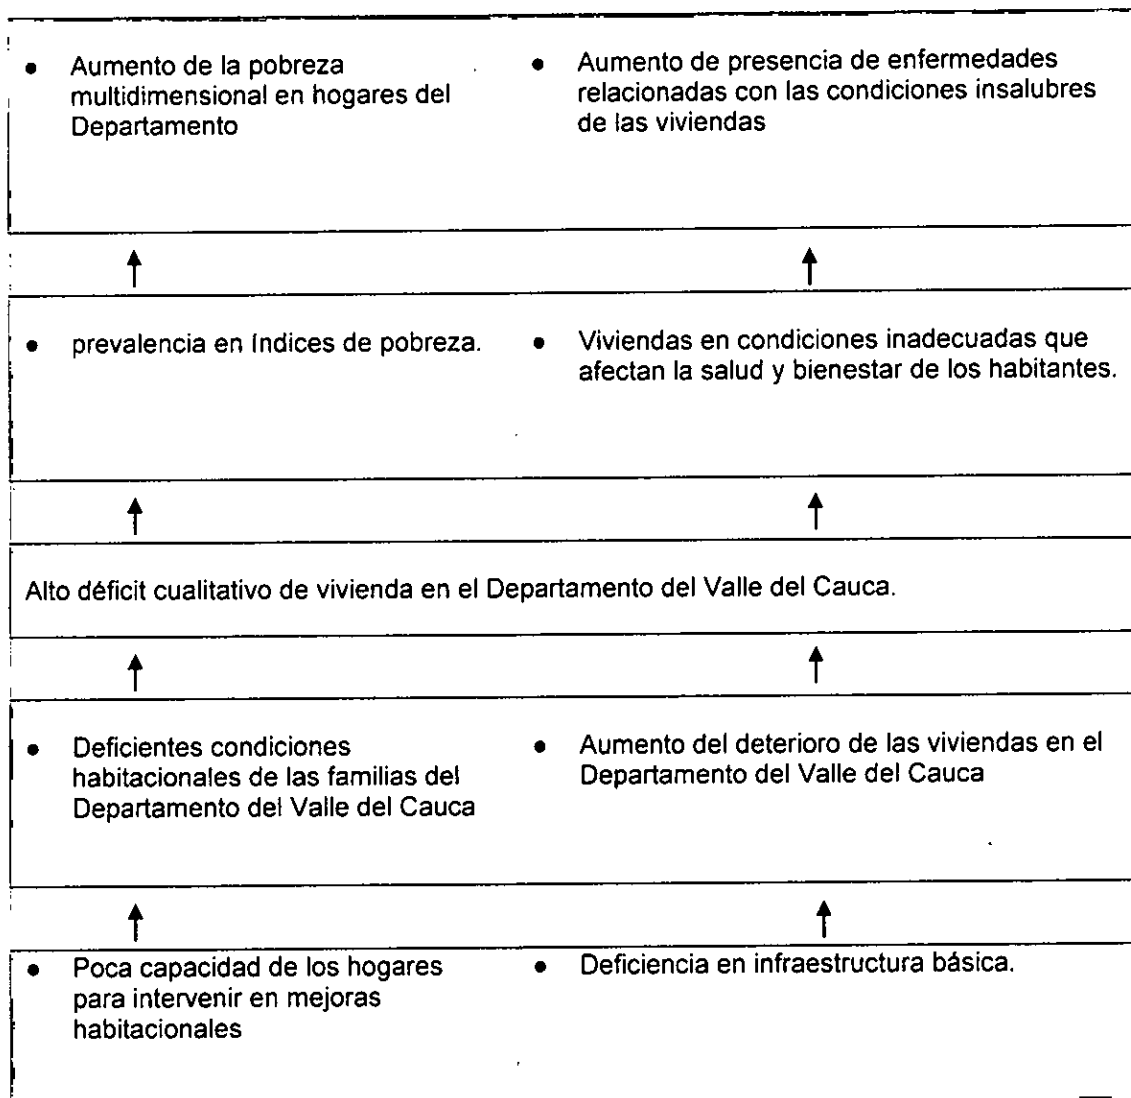 • Aumento de la pobreza
multidimensional en hogares del
Departamento
• Aumento de presencia de enfermedades
relacionadas con las condiciones insalubres
de las viviendas
• prevalencia en índices de pobreza.
• Viviendas en condiciones inadecuadas que
afectan la salud y bienestar de los habitantes.
Alto déficit cualitativo de vivienda en el Departamento del Valle del Cauca.
• Deficientes condiciones
habitacionales de las familias del
Departamento del Valle del Cauca
• Aumento del deterioro de las viviendas en el
Departamento del Valle del Cauca
• Poca capacidad de los hogares
para intervenir en mejoras
habitacionales
• Deficiencia en infraestructura básica.